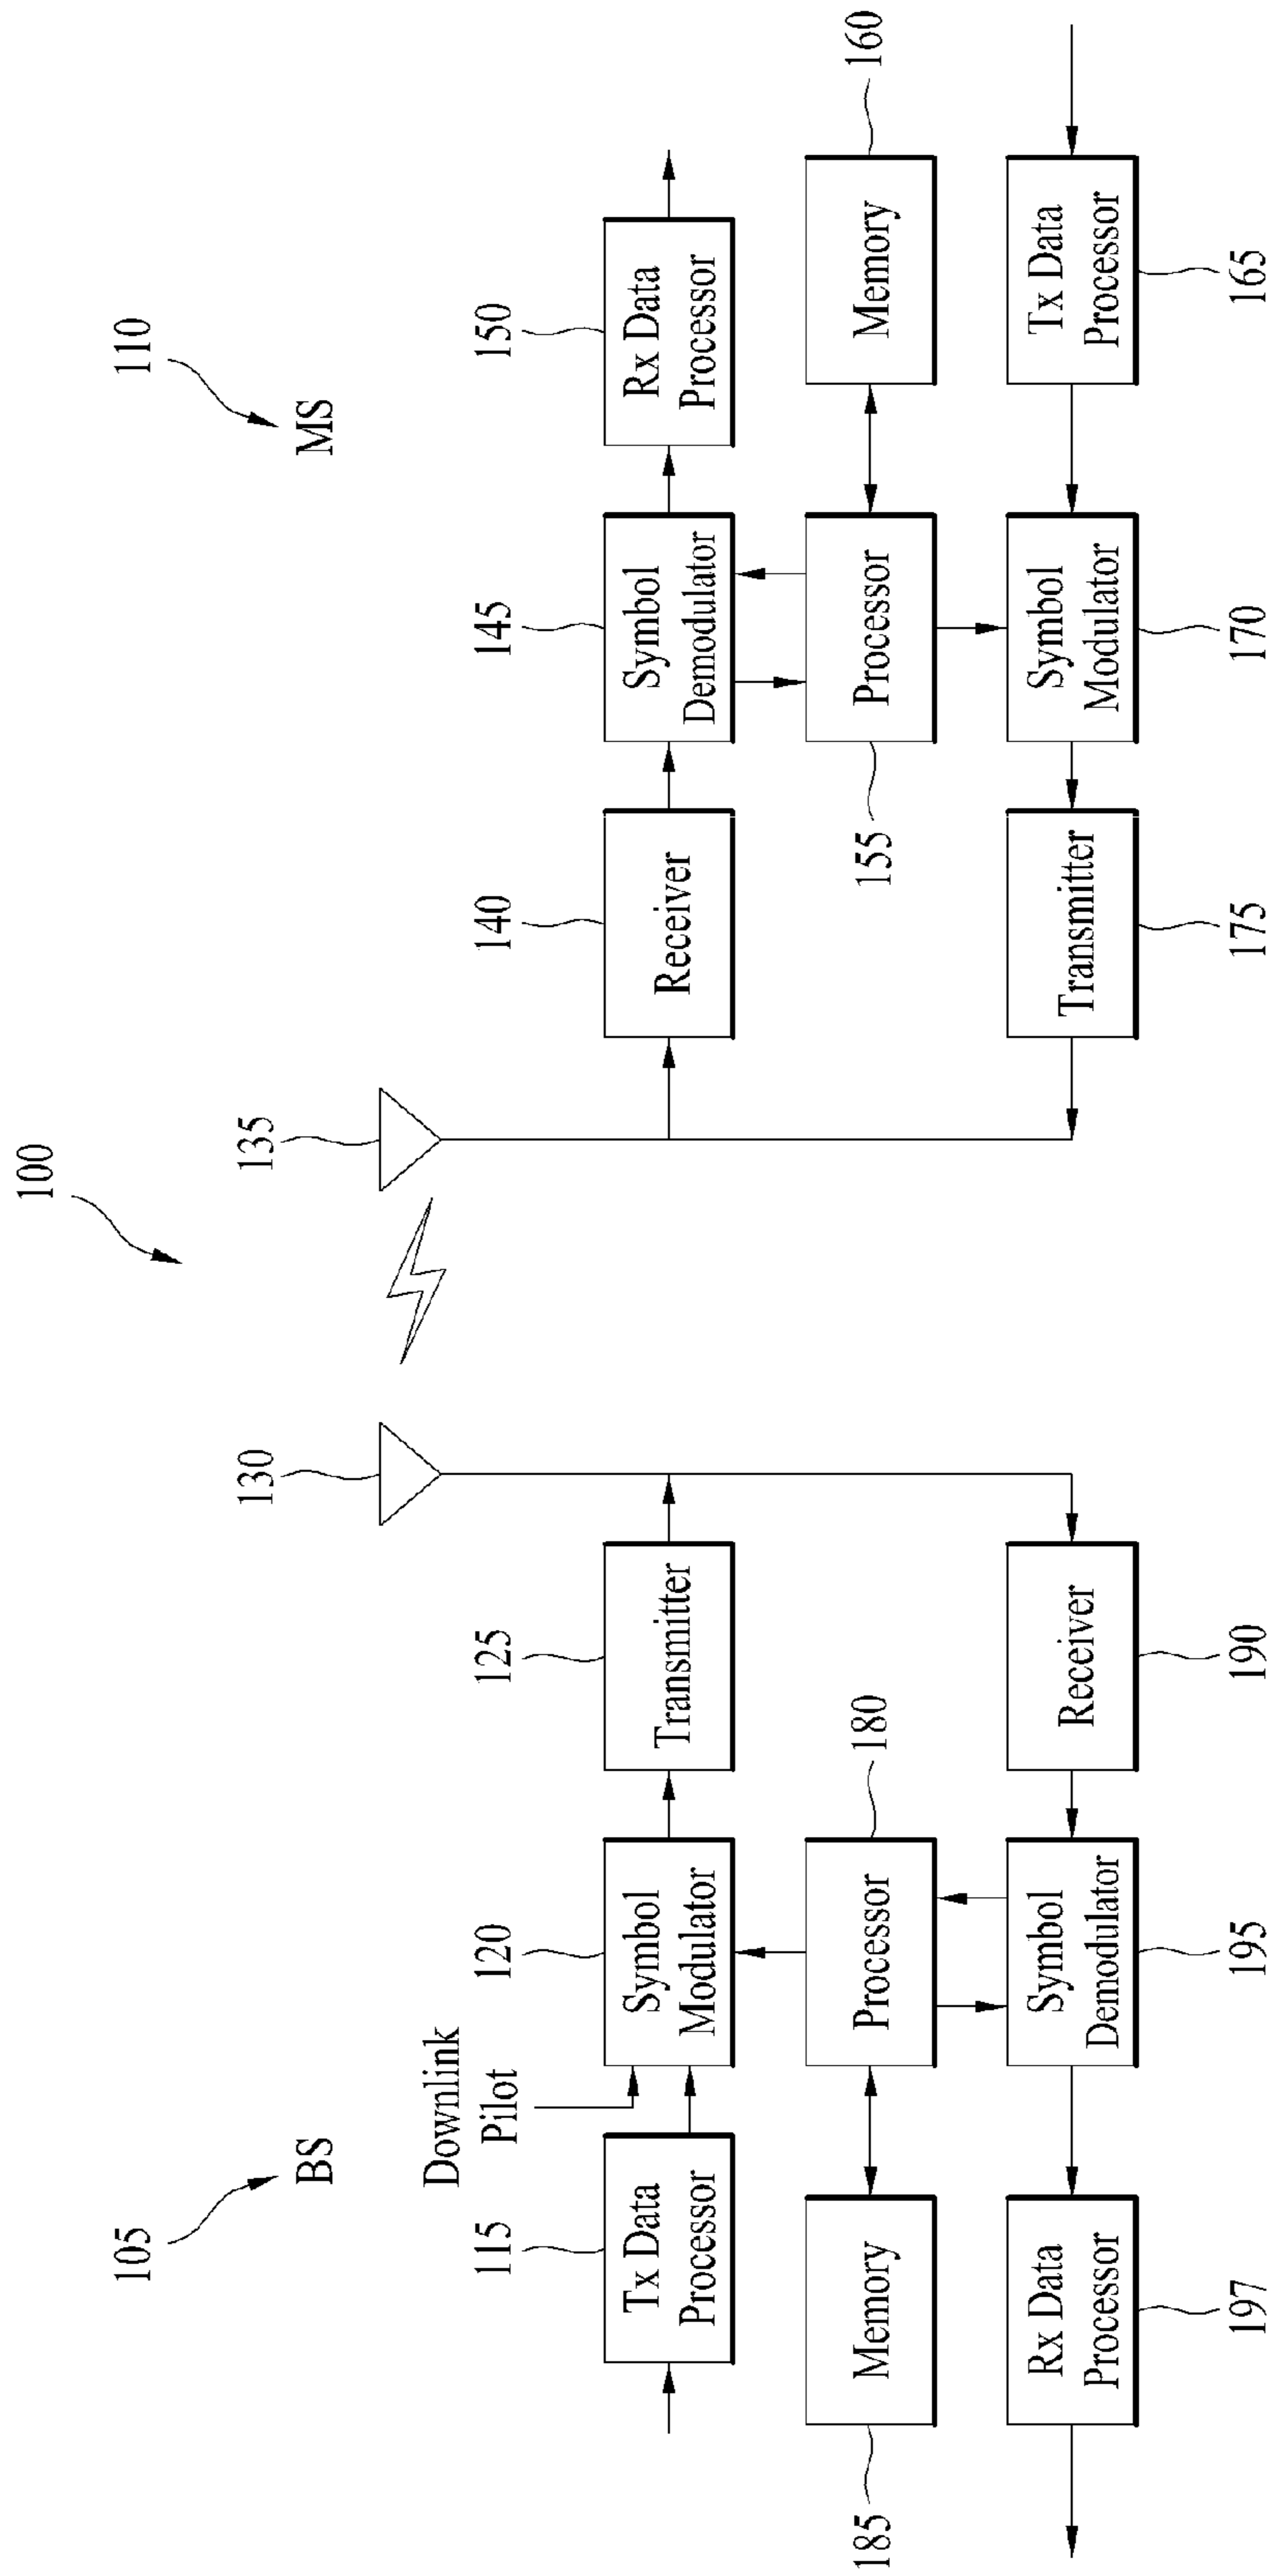 100
105
BS
110
MS
130
135
Downlink
Pilot
115
Tx Data
Processor
120
Symbol
Modulator
125
Transmitter
140
Receiver
145
Symbol
Demodulator
150
Rx Data
Processor
185
Memory
180
Processor
155
Processor
160
Memory
197
Rx Data
Processor
195
Symbol
Demodulator
190
Receiver
175
Transmitter
170
Symbol
Modulator
165
Tx Data
Processor